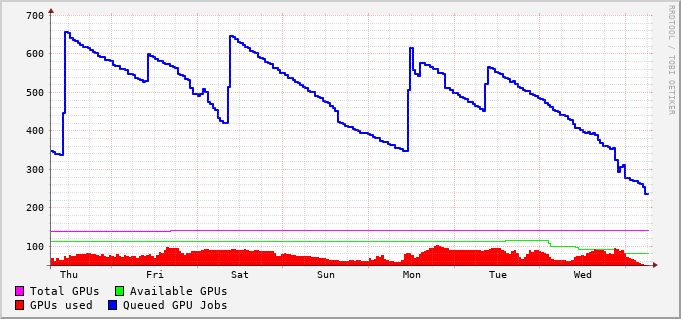 700
600
500
400
300
200
100
Thu Fri Sat Sun Mon Tue Wed
RRDTOOL / TOBI OETIKER
Total GPUs Available GPUs
GPUs used Queued GPU Jobs